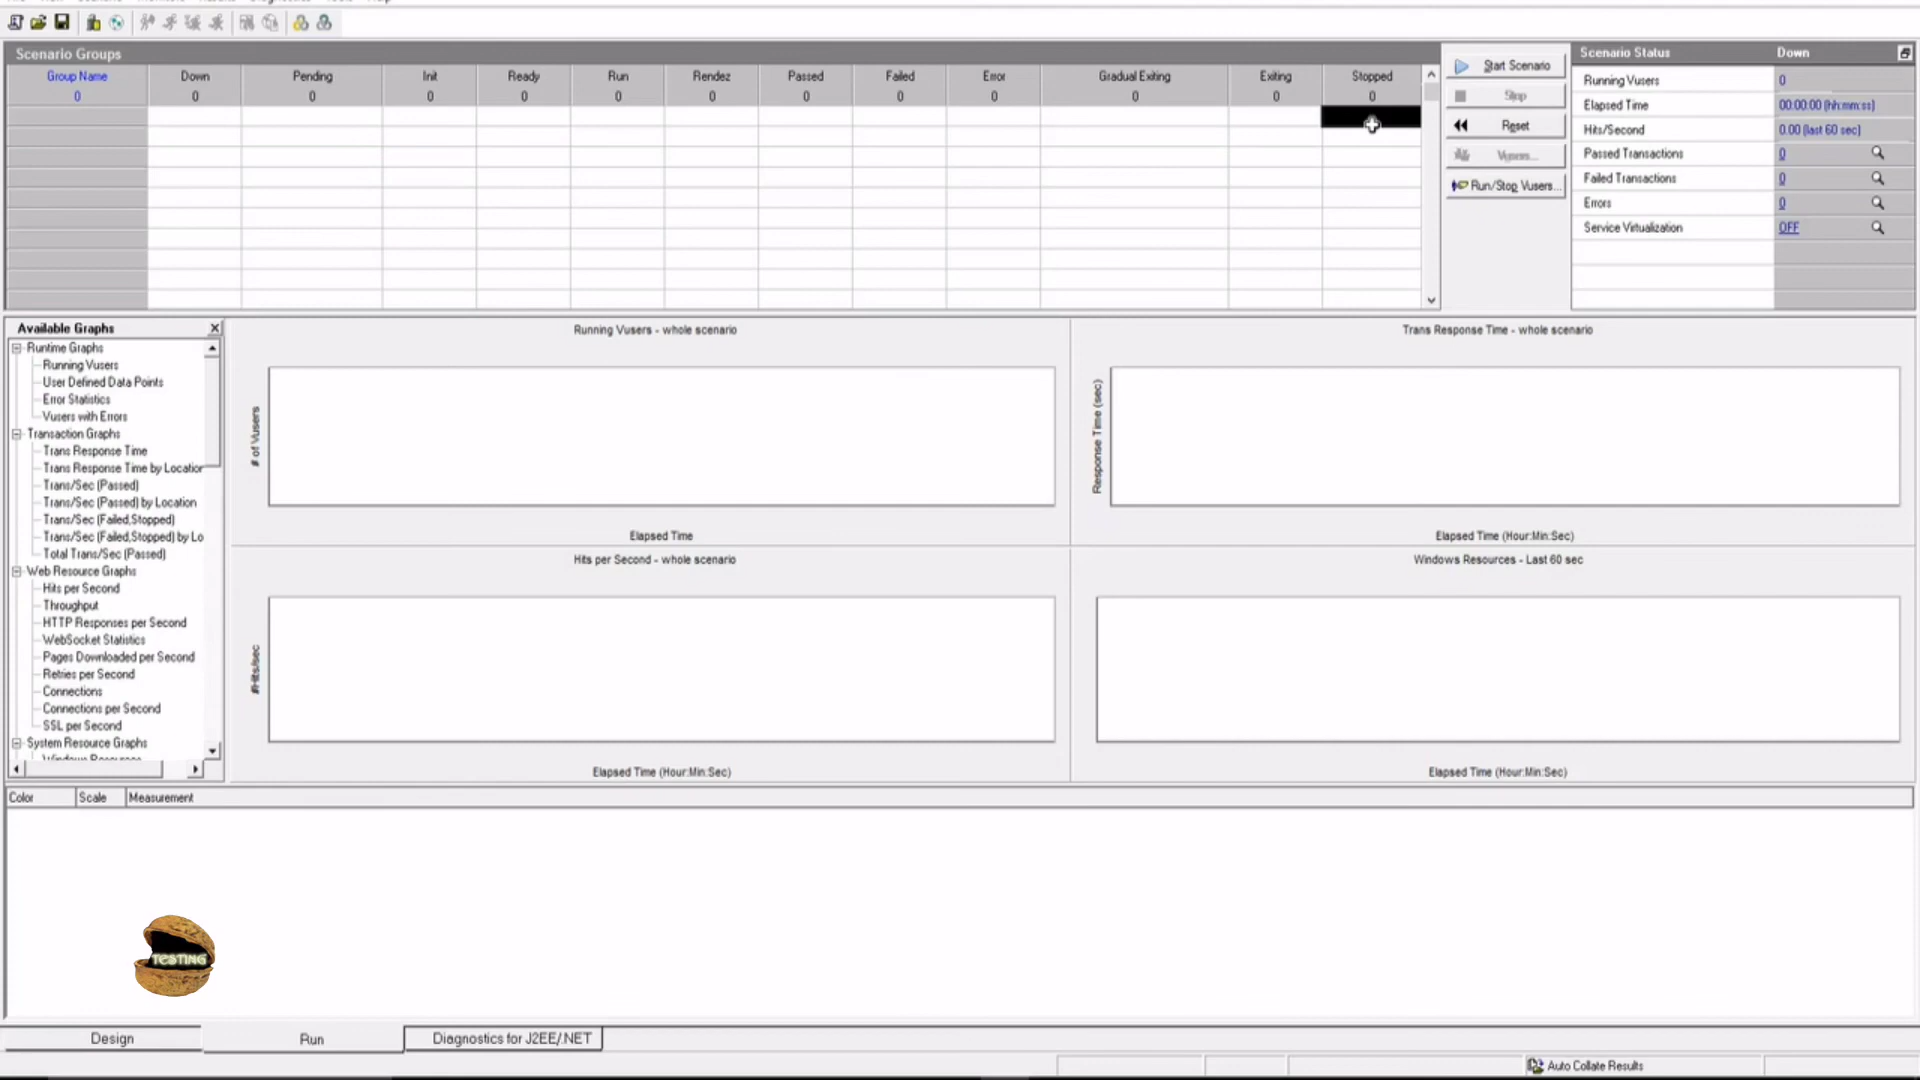 Scenario Groups
Group Name Down Pending Init Ready Run Rendez Passed Failed Error Gradual Exiting Exiting Stopped
0 0 0 0 0 0 0 0 0 0 0 0 0
Start Scenario
Stop
Reset
Vusers...
Run/Stop Vusers...
Scenario Status Down
Running Vusers 0
Elapsed Time 00:00:00 (hh:mm:ss)
Hits/Second 0.00 (last 60 sec)
Passed Transactions 0
Failed Transactions 0
Errors 0
Service Virtualization OFF
Available Graphs
Runtime Graphs
Running Vusers
User Defined Data Points
Error Statistics
Vusers with Errors
Transaction Graphs
Trans Response Time
Trans Response Time by Location
Trans/Sec (Passed)
Trans/Sec (Passed) by Location
Trans/Sec (Failed,Stopped)
Trans/Sec (Failed,Stopped) by Lo
Total Trans/Sec (Passed)
Web Resource Graphs
Hits per Second
Throughput
HTTP Responses per Second
WebSocket Statistics
Pages Downloaded per Second
Retries per Second
Connections
Connections per Second
SSL per Second
System Resource Graphs
Running Vusers - whole scenario
# of Vusers
Elapsed Time
Trans Response Time - whole scenario
Response Time (sec)
Elapsed Time (Hour:Min:Sec)
Hits per Second - whole scenario
#Hits/sec
Elapsed Time (Hour:Min:Sec)
Windows Resources - Last 60 sec
Elapsed Time (Hour:Min:Sec)
Color Scale Measurement
TESTING
Design Run Diagnostics for J2EE/.NET
Auto Collate Results